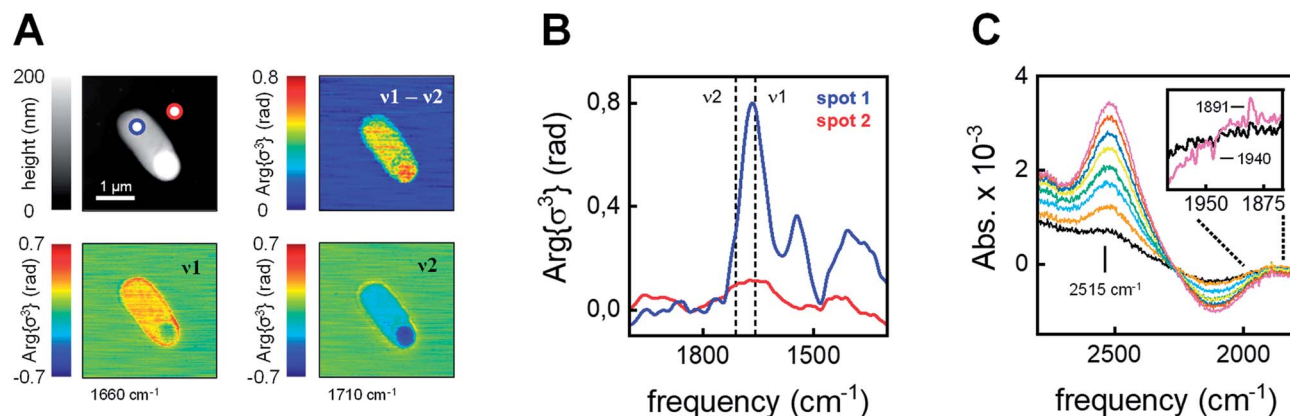 A
200
height (nm)
0
1 μm
0.8
Arg{σ³} (rad)
0
ν1 – ν2
0.7
Arg{σ³} (rad)
-0.7
ν1
1660 cm⁻¹
0.7
Arg{σ³} (rad)
-0.7
ν2
1710 cm⁻¹
B
Arg{σ³} (rad)
0,8
0,4
0,0
ν2
ν1
spot 1
spot 2
1800
1500
frequency (cm⁻¹)
C
Abs. x 10⁻³
4
2
0
1891
1940
1950
1875
2515 cm⁻¹
2500
2000
frequency (cm⁻¹)